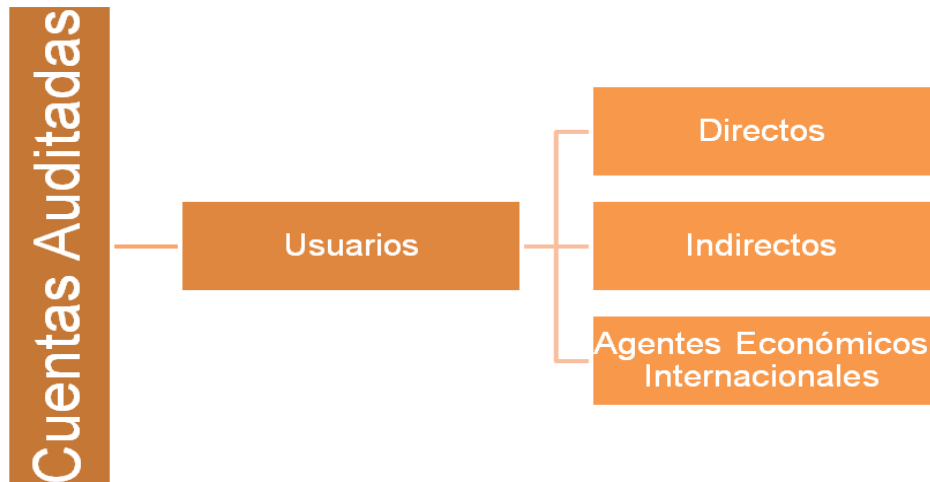 Cuentas Auditadas
Usuarios
Directos
Indirectos
Agentes Económicos
Internacionales